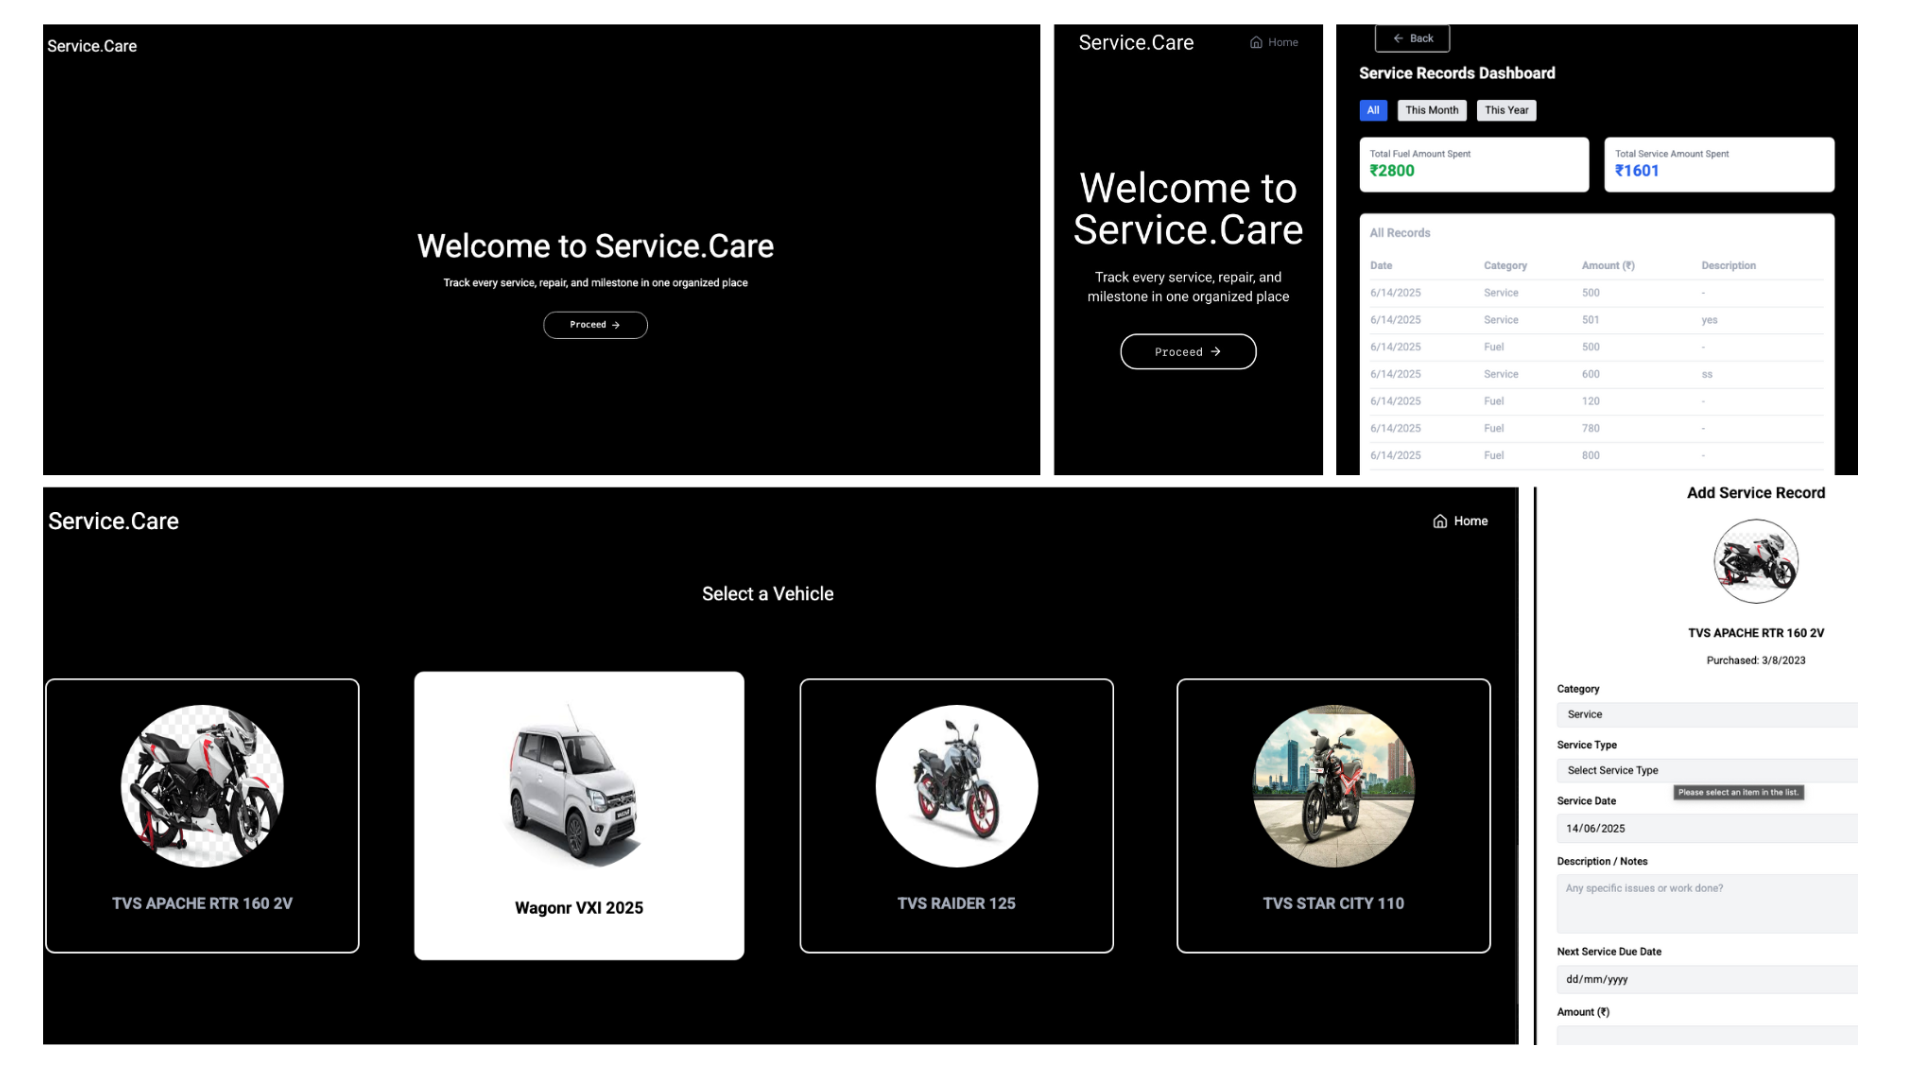 Service.Care
Welcome to Service.Care
Track every service, repair, and milestone in one organized place
Proceed →
Service.Care
Home
Welcome to
Service.Care
Track every service, repair, and
milestone in one organized place
Proceed →
← Back
Service Records Dashboard
All This Month This Year
Total Fuel Amount Spent
₹2800
Total Service Amount Spent
₹1601
All Records
Date Category Amount (₹) Description
6/14/2025 Service 500 -
6/14/2025 Service 501 yes
6/14/2025 Fuel 500 -
6/14/2025 Service 600 ss
6/14/2025 Fuel 120 -
6/14/2025 Fuel 780 -
6/14/2025 Fuel 800 -
Service.Care
Home
Select a Vehicle
TVS APACHE RTR 160 2V
Wagonr VXI 2025
TVS RAIDER 125
TVS STAR CITY 110
Add Service Record
TVS APACHE RTR 160 2V
Purchased: 3/8/2023
Category
Service
Service Type
Select Service Type
Please select an item in the list.
Service Date
14/06/2025
Description / Notes
Any specific issues or work done?
Next Service Due Date
dd/mm/yyyy
Amount (₹)